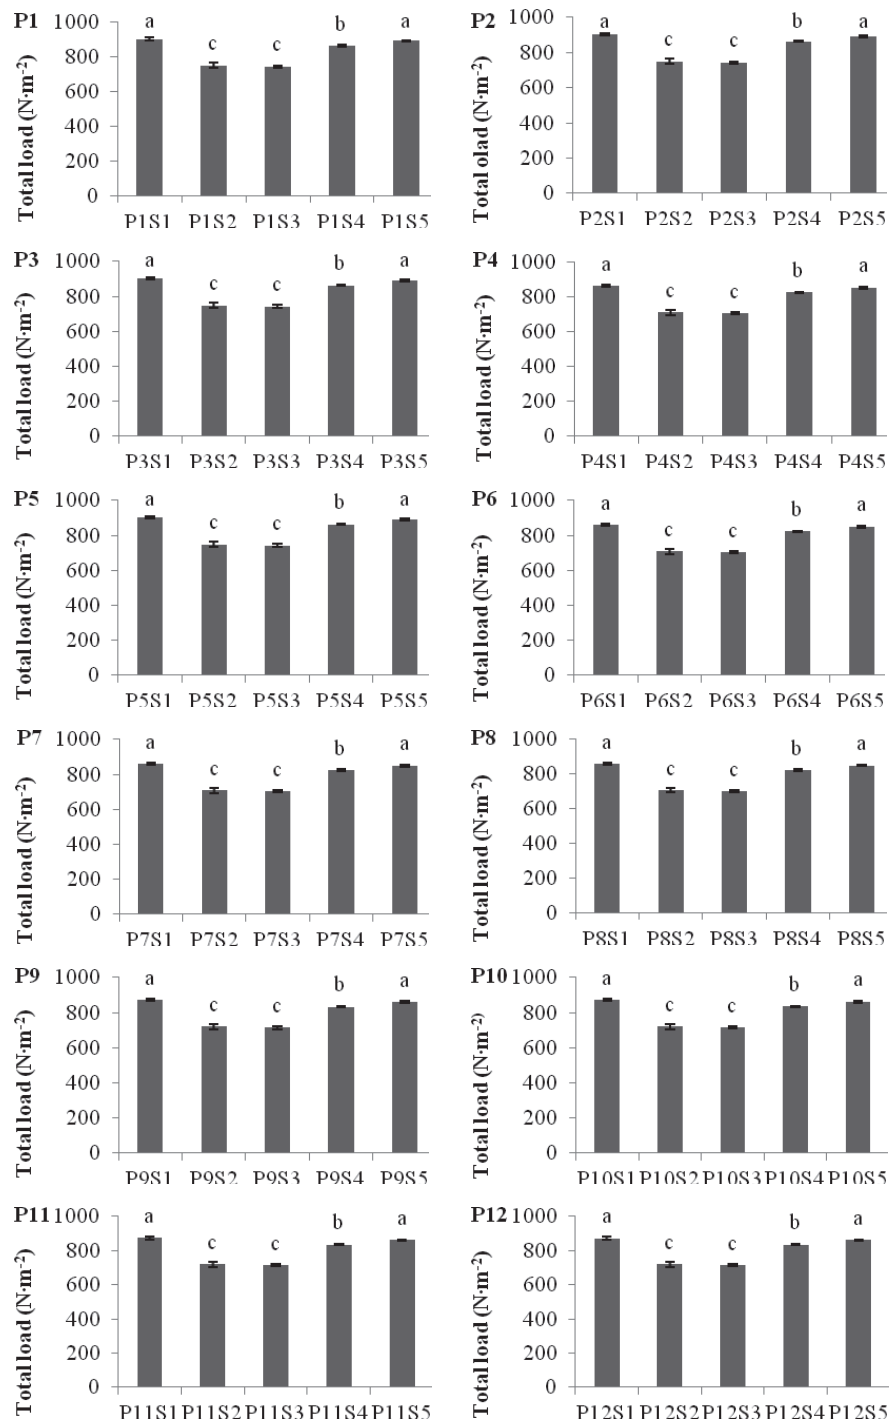 P1
Total load (N·m-2)
1000
800
600
400
200
0
a
c
c
b
a
P1S1 P1S2 P1S3 P1S4 P1S5
P2
Total olad (N·m-2)
1000
800
600
400
200
0
a
c
c
b
a
P2S1 P2S2 P2S3 P2S4 P2S5
P3
Total load (N·m-2)
1000
800
600
400
200
0
a
c
c
b
a
P3S1 P3S2 P3S3 P3S4 P3S5
P4
Total load (N·m-2)
1000
800
600
400
200
0
a
c
c
b
a
P4S1 P4S2 P4S3 P4S4 P4S5
P5
Total load (N·m-2)
1000
800
600
400
200
0
a
c
c
b
a
P5S1 P5S2 P5S3 P5S4 P5S5
P6
Total load (N·m-2)
1000
800
600
400
200
0
a
c
c
b
a
P6S1 P6S2 P6S3 P6S4 P6S5
P7
Total load (N·m-2)
1000
800
600
400
200
0
a
c
c
b
a
P7S1 P7S2 P7S3 P7S4 P7S5
P8
Total load (N·m-2)
1000
800
600
400
200
0
a
c
c
b
a
P8S1 P8S2 P8S3 P8S4 P8S5
P9
Total load (N·m-2)
1000
800
600
400
200
0
a
c
c
b
a
P9S1 P9S2 P9S3 P9S4 P9S5
P10
Total load (N·m-2)
1000
800
600
400
200
0
a
c
c
b
a
P10S1 P10S2 P10S3 P10S4 P10S5
P11
Total load (N·m-2)
1000
800
600
400
200
0
a
c
c
b
a
P11S1 P11S2 P11S3 P11S4 P11S5
P12
Total load (N·m-2)
1000
800
600
400
200
0
a
c
c
b
a
P12S1 P12S2 P12S3 P12S4 P12S5